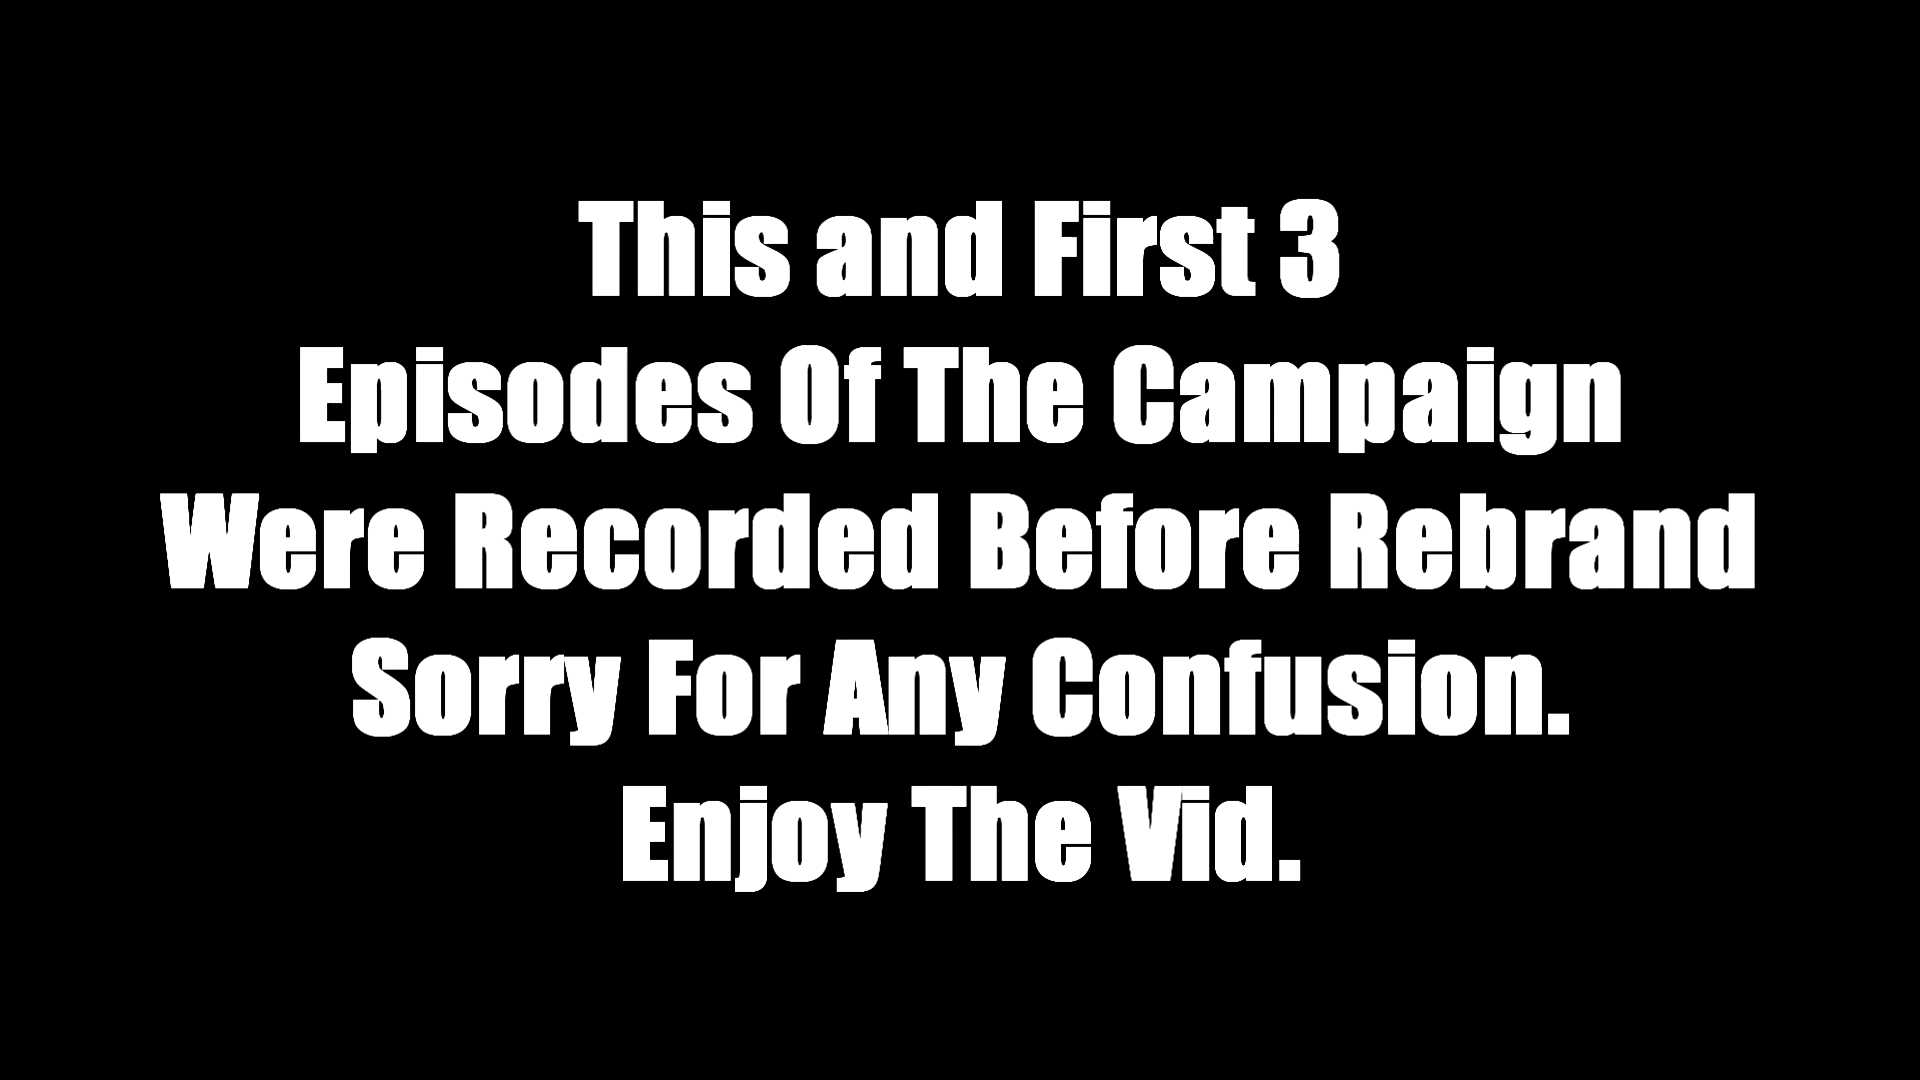 This and First 3
Episodes Of The Campaign
Were Recorded Before Rebrand
Sorry For Any Confusion.
Enjoy The Vid.